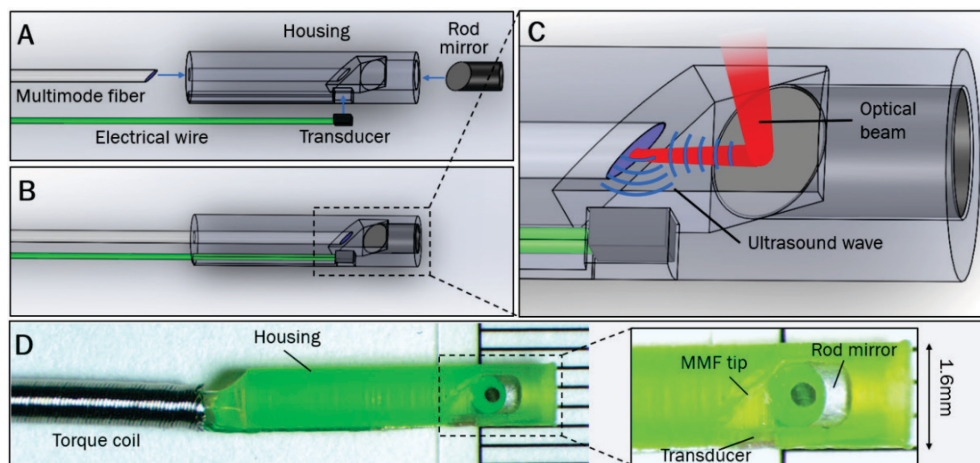 A
Housing
Rod
mirror
Multimode fiber
Electrical wire
Transducer
B
C
Optical
beam
Ultrasound wave
D
Housing
Torque coil
MMF tip
Rod mirror
Transducer
1.6mm